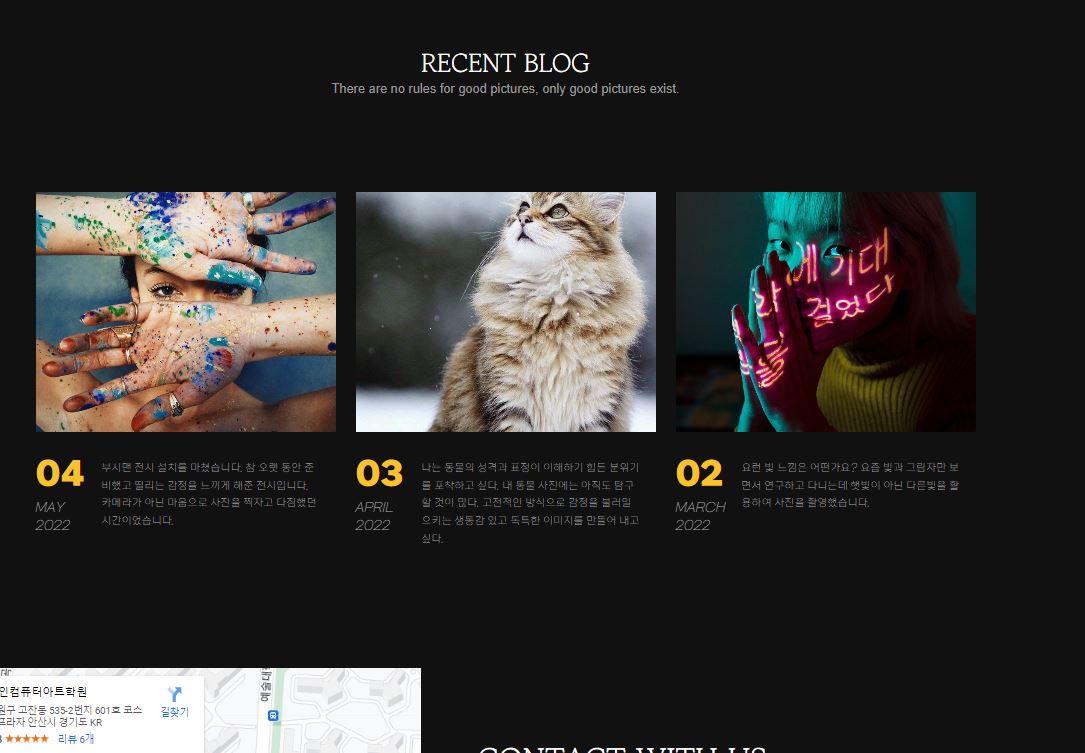 RECENT BLOG
There are no rules for good pictures, only good pictures exist.
에 기대
라
걸었다
04
MAY
2022
부시맨 전시 설치를 마쳤습니다. 참 오랫 동안 준
비했고 떨리는 감정을 느끼게 해준 전시입니다.
카메라가 아닌 마음으로 사진을 찍자고 다짐했던
시간이었습니다.
03
APRIL
2022
나는 동물의 성격과 표정이 이해하기 힘든 분위기
를 포착하고 싶다. 내 동물 사진에는 아직도 탐구
할 것이 많다. 고전적인 방식으로 감정을 불러일
으키는 생동감 있고 독특한 이미지를 만들어 내고
싶다.
02
MARCH
2022
요런 빛 느낌은 어떤가요? 요즘 빛과 그림자만 보
면서 연구하고 다니는데 햇빛이 아닌 다른빛을 활
용하여 사진을 촬영했습니다.
인컴퓨터아트학원
원구 고잔동 535-2번지 601호 코스
프라자 안산시 경기도 KR
★★★★★ 리뷰 6개
길찾기
예술대
CONTACT WITH US